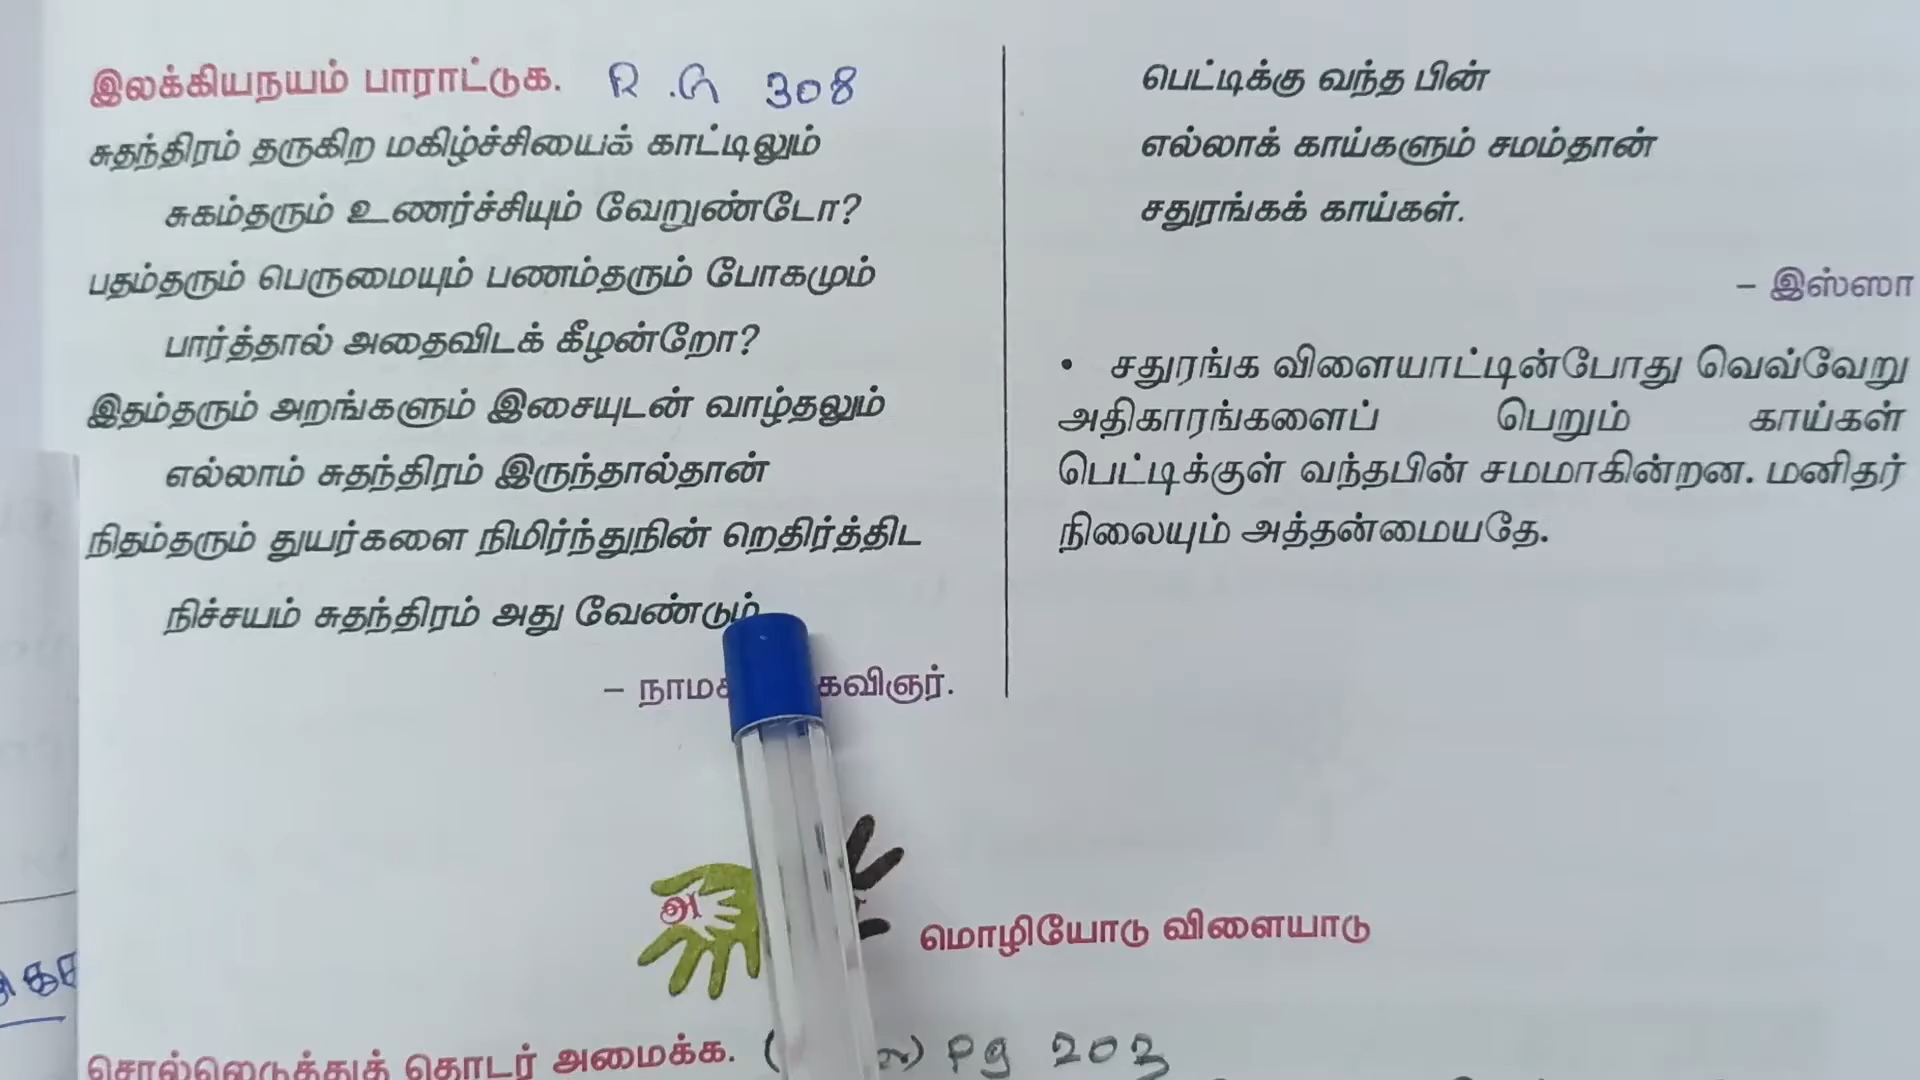 இலக்கியநயம் பாராட்டுக. R.G 308
சுதந்திரம் தருகிற மகிழ்ச்சியைக் காட்டிலும்
சுகம்தரும் உணர்ச்சியும் வேறுண்டோ?
பதம்தரும் பெருமையும் பணம்தரும் போகமும்
பார்த்தால் அதைவிடக் கீழன்றோ?
இதம்தரும் அறங்களும் இசையுடன் வாழ்தலும்
எல்லாம் சுதந்திரம் இருந்தால்தான்
நிதம்தரும் துயர்களை நிமிர்ந்துநின் றெதிர்த்திட
நிச்சயம் சுதந்திரம் அது வேண்டும்
– கவிஞர்.
பெட்டிக்கு வந்த பின்
எல்லாக் காய்களும் சமம்தான்
சதுரங்கக் காய்கள்.
– இஸ்ஸா
• சதுரங்க விளையாட்டின்போது வெவ்வேறு
அதிகாரங்களைப் பெறும் காய்கள்
பெட்டிக்குள் வந்தபின் சமமாகின்றன. மனிதர்
நிலையும் அத்தன்மையதே.
அ
மொழியோடு விளையாடு
சொல்லெடுத்துத் தொடர் அமைக்க. Pg 203